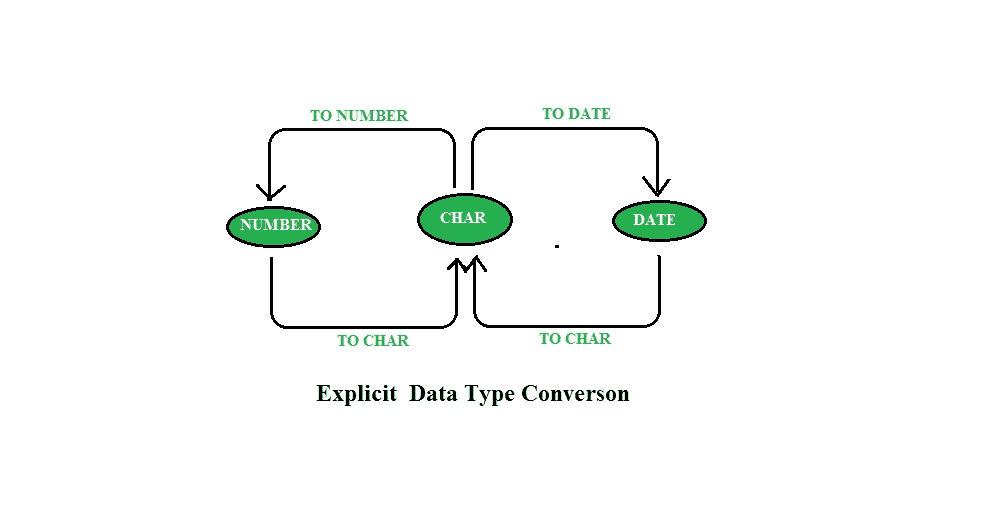 TO NUMBER
TO DATE
NUMBER
CHAR
DATE
TO CHAR
TO CHAR
Explicit Data Type Converson